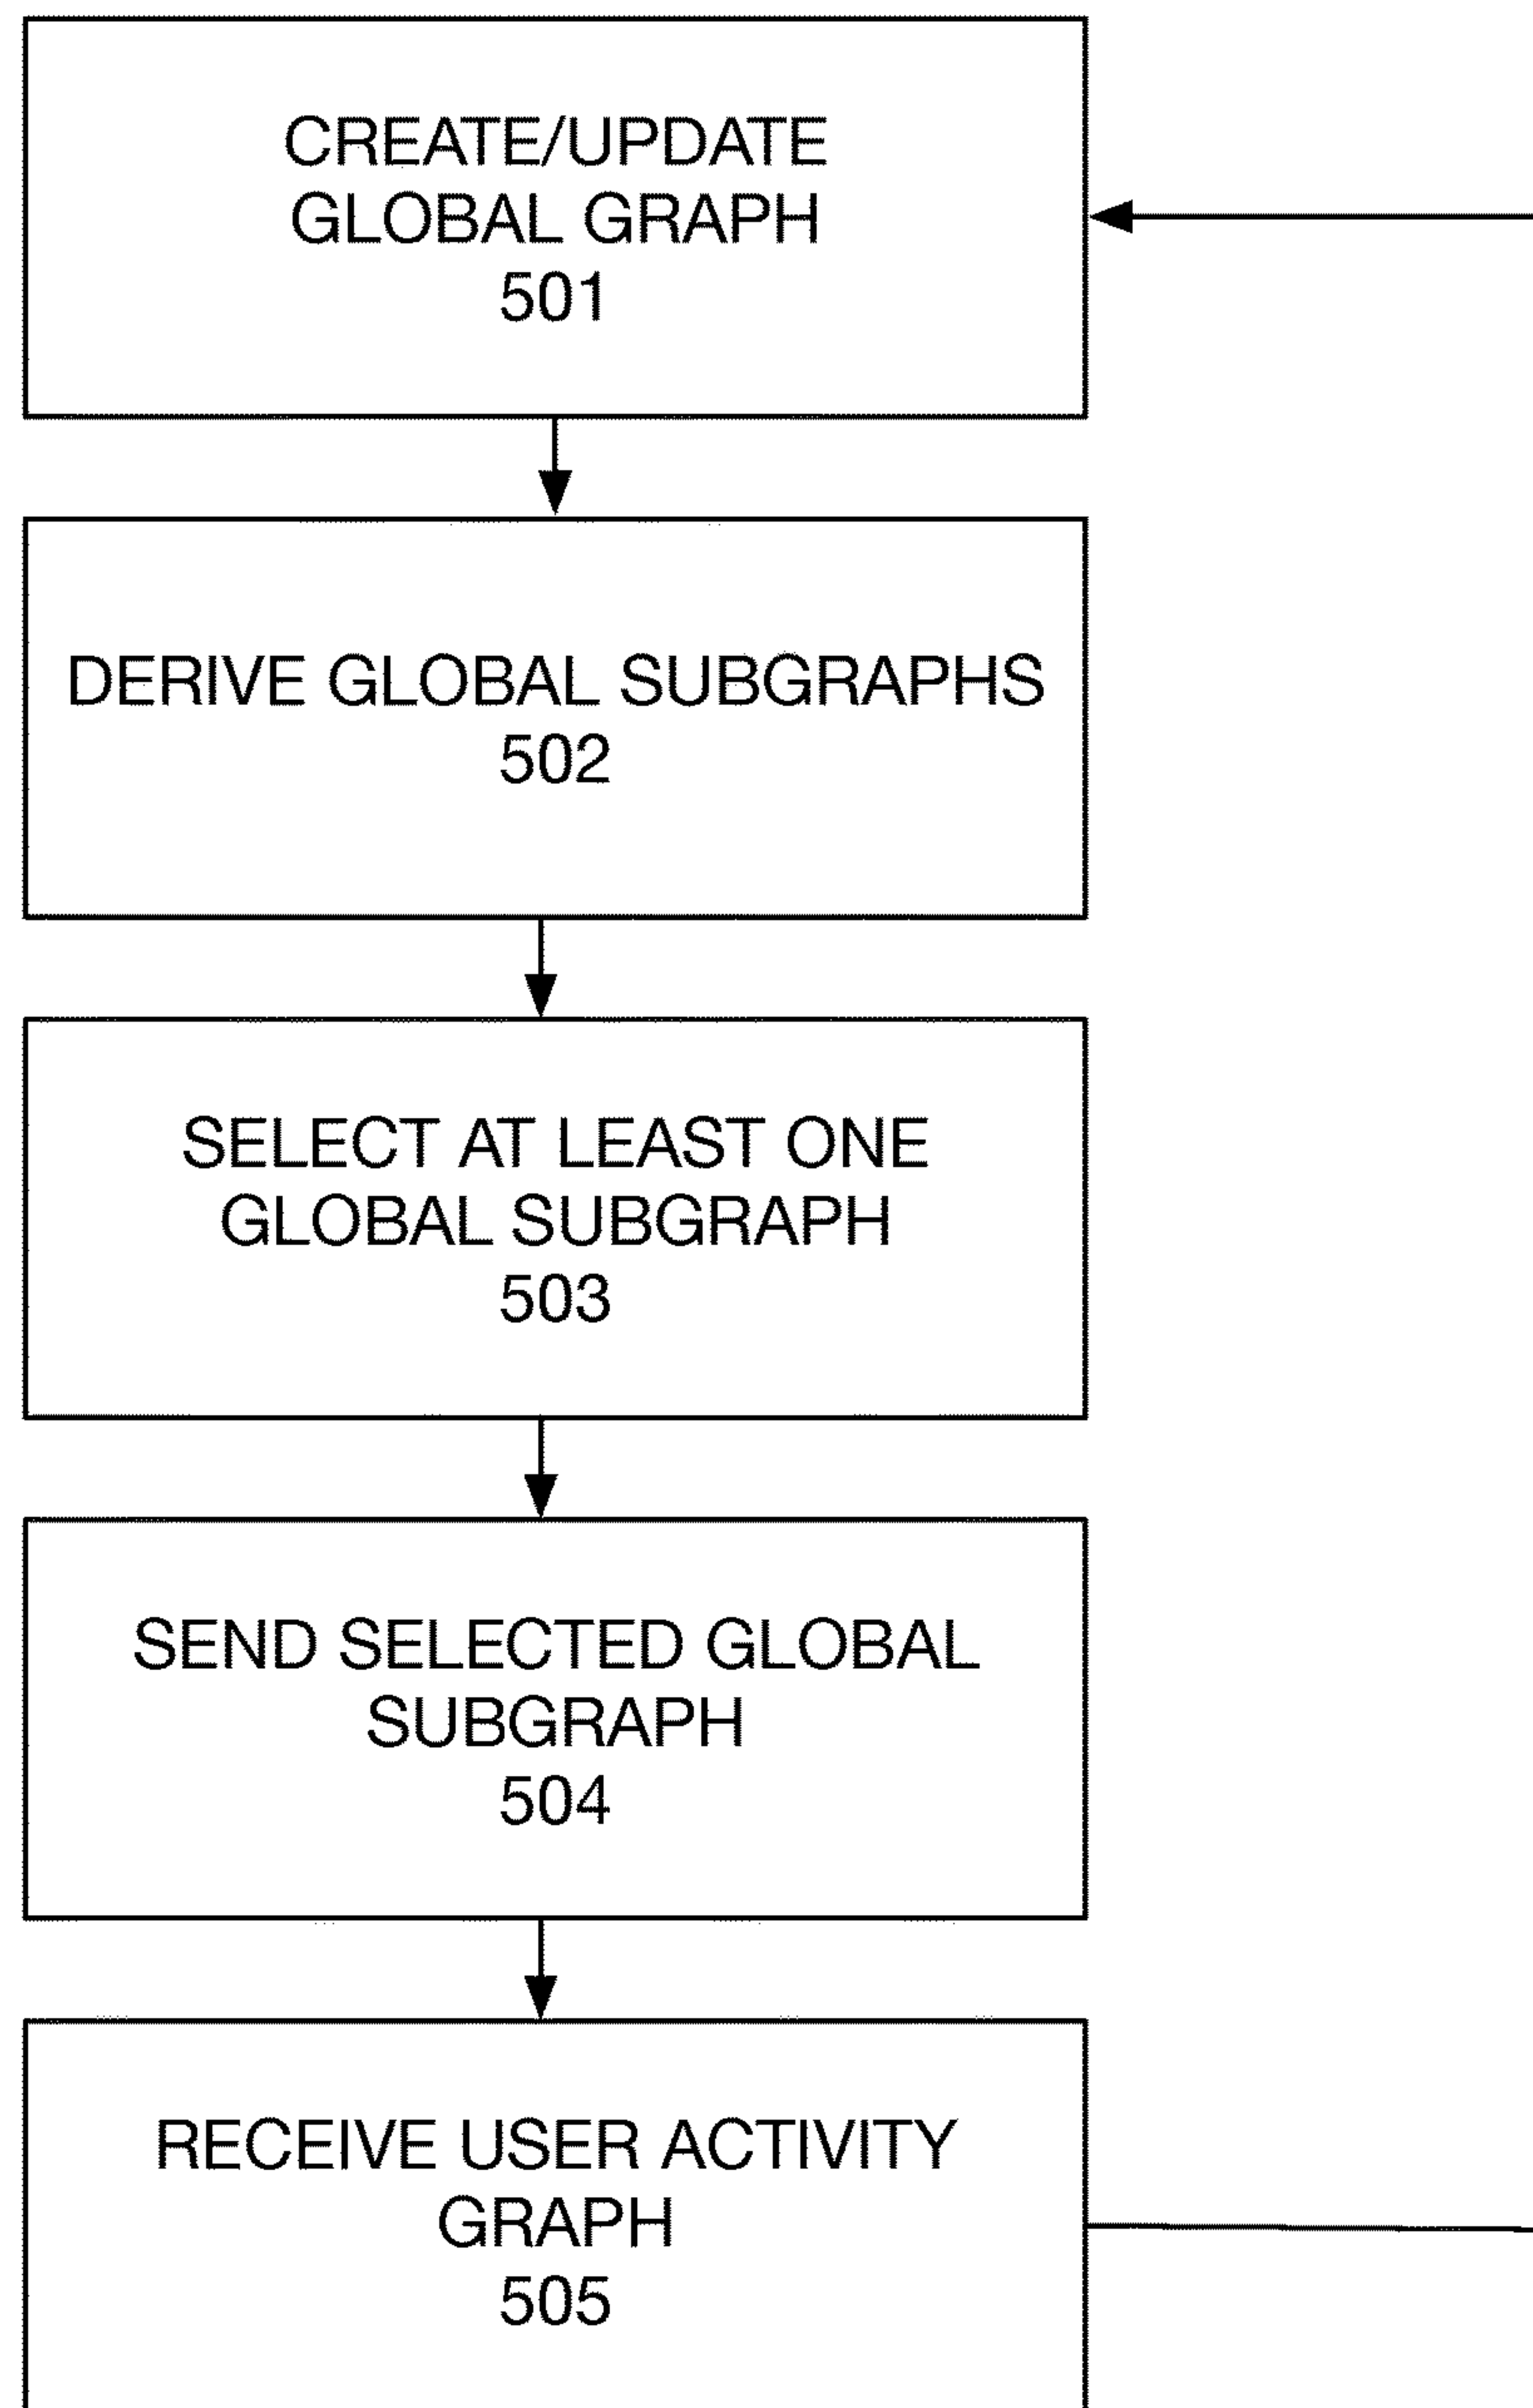 CREATE/UPDATE
GLOBAL GRAPH
501
DERIVE GLOBAL SUBGRAPHS
502
SELECT AT LEAST ONE
GLOBAL SUBGRAPH
503
SEND SELECTED GLOBAL
SUBGRAPH
504
RECEIVE USER ACTIVITY
GRAPH
505